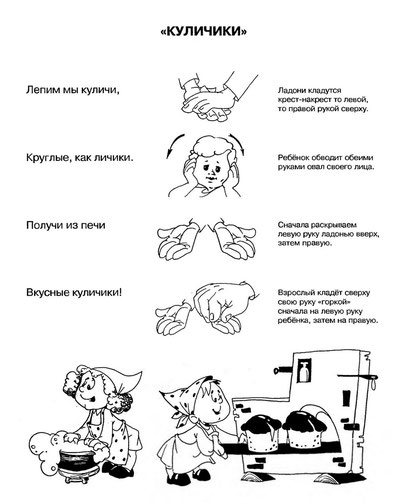 «КУЛИЧИКИ»
Лепим мы куличи,
Ладони кладутся
крест-накрест то левой,
то правой рукой сверху.
Круглые, как личики.
Ребёнок обводит обеими
руками овал своего лица.
Получи из печи
Сначала раскрываем
левую руку ладонью вверх,
затем правую.
Вкусные куличики!
Взрослый кладёт сверху
свою руку "горкой"
сначала на левую руку
ребёнка, затем на правую.